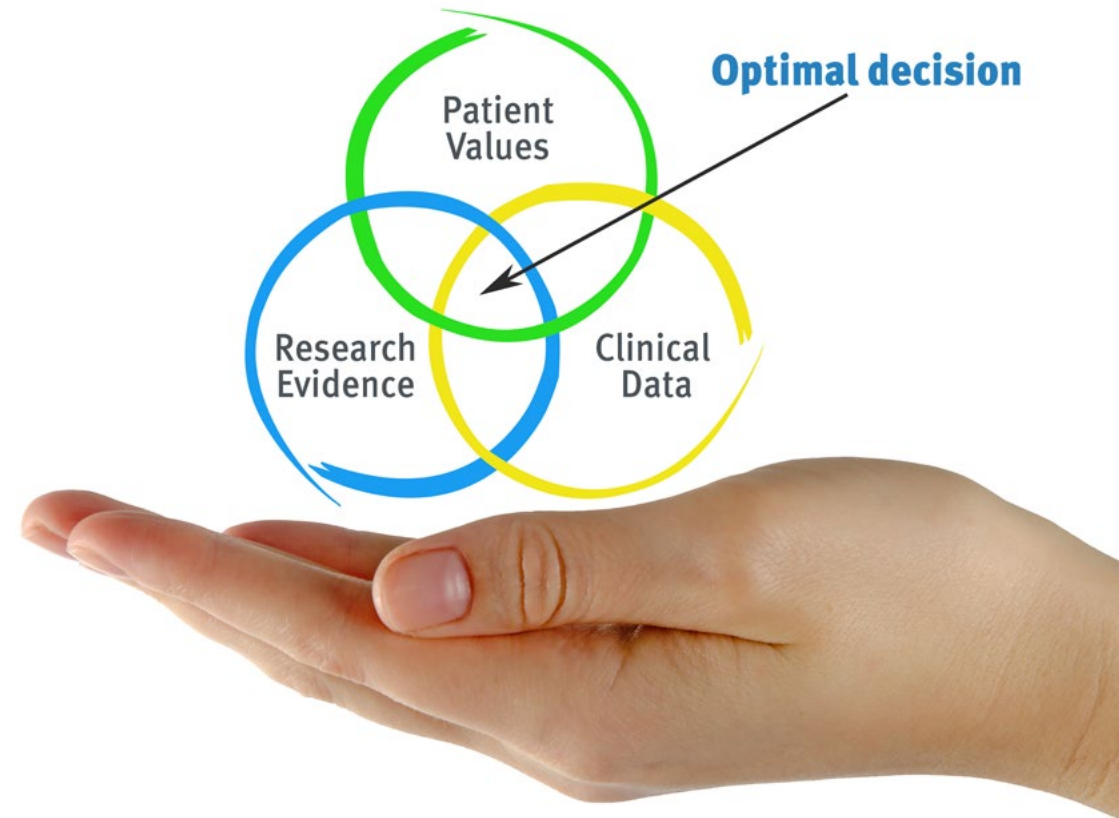 Optimal decision
Patient
Values
Research
Evidence
Clinical
Data